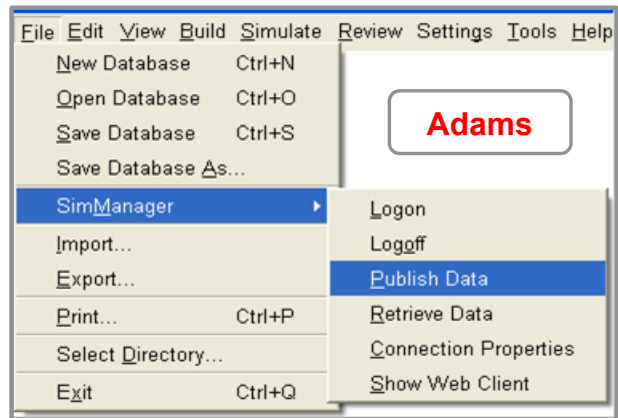 File Edit View Build Simulate Review Settings Tools Help
New Database Ctrl+N
Open Database Ctrl+O
Save Database Ctrl+S
Save Database As...
SimManager
Import...
Export...
Print... Ctrl+P
Select Directory...
Exit Ctrl+Q
Adams
Logon
Logoff
Publish Data
Retrieve Data
Connection Properties
Show Web Client